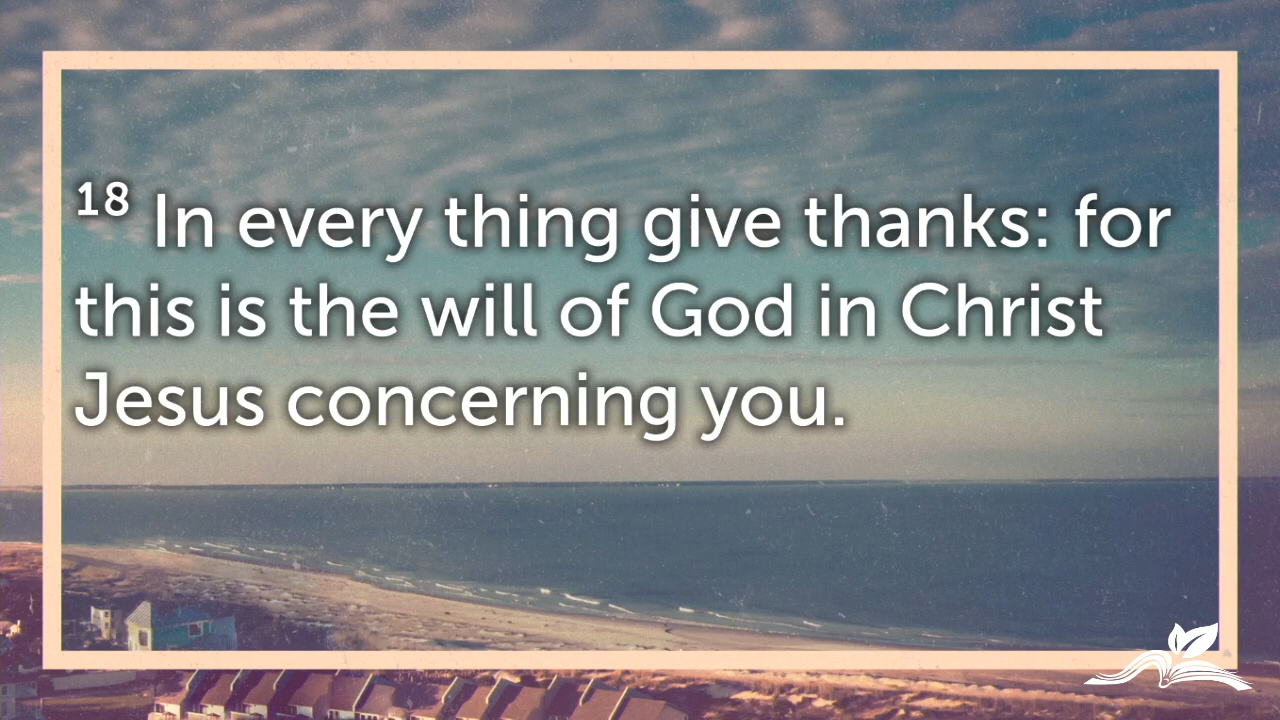 18 In every thing give thanks: for
this is the will of God in Christ
Jesus concerning you.